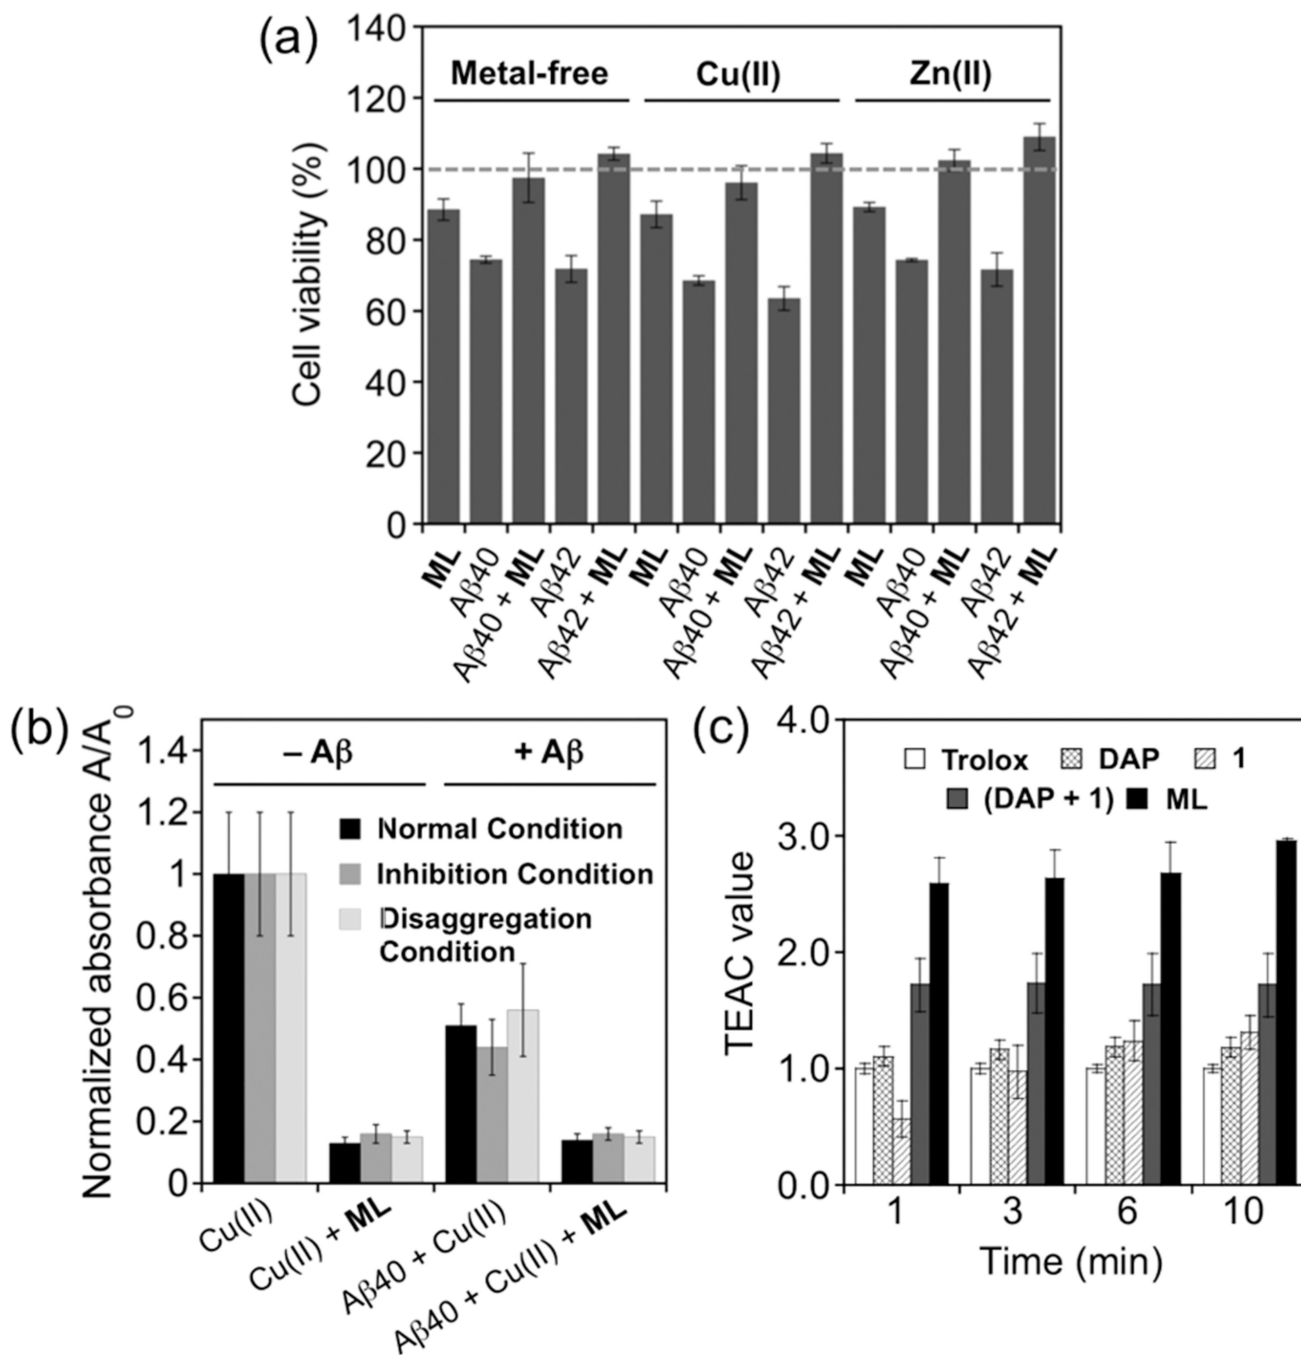 (a)
Cell viability (%)
140
120
100
80
60
40
20
0
Metal-free
Cu(II)
Zn(II)
ML
Aβ40
Aβ40 + ML
Aβ42
Aβ42 + ML
ML
Aβ40
Aβ40 + ML
Aβ42
Aβ42 + ML
ML
Aβ40
Aβ40 + ML
Aβ42
Aβ42 + ML
(b)
Normalized absorbance A/A0
1.4
1.2
1
0.8
0.6
0.4
0.2
0
– Aβ
+ Aβ
Normal Condition
Inhibition Condition
Disaggregation
Condition
Cu(II)
Cu(II) + ML
Aβ40 + Cu(II)
Aβ40 + Cu(II) + ML
(c)
TEAC value
4.0
3.0
2.0
1.0
0.0
Trolox DAP 1
(DAP + 1) ML
1 3 6 10
Time (min)